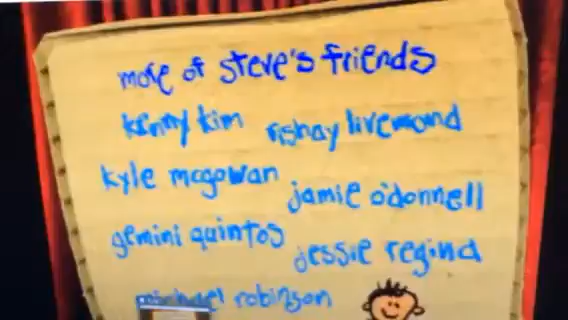 more of steve's friends
kenny kim
rishay livemond
kyle mcgowan
jamie o'donnell
gemini quintos
jessie regina
michael robinson